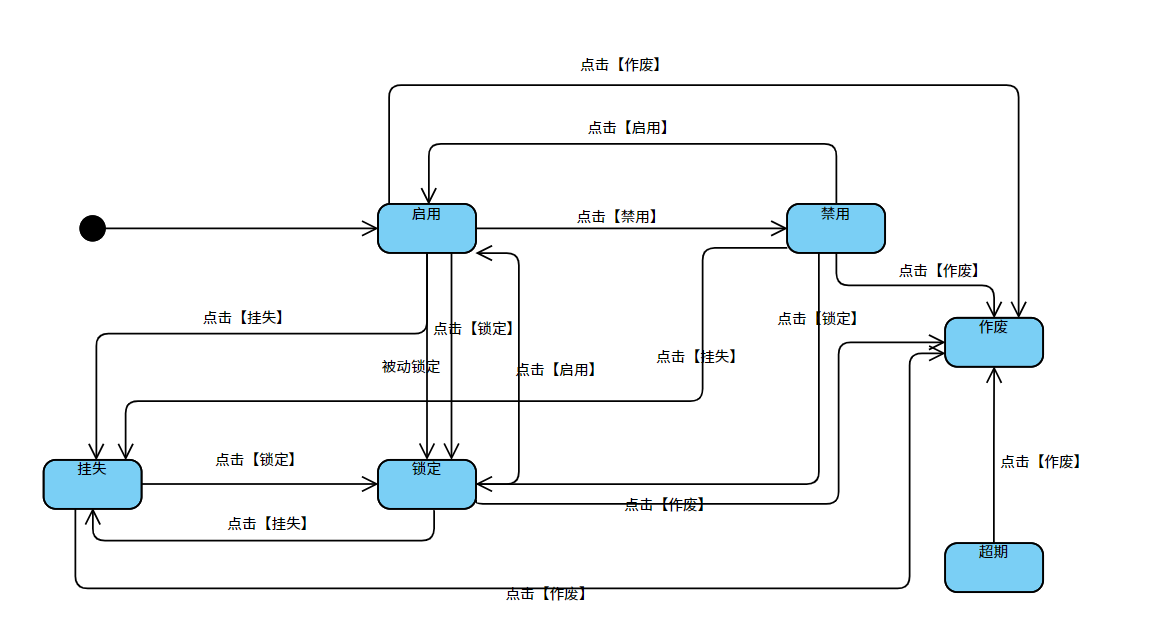 点击【作废】
点击【启用】
启用
点击【禁用】
禁用
点击【作废】
点击【挂失】
点击【锁定】
点击【锁定】
作废
被动锁定
点击【启用】
点击【挂失】
挂失
点击【锁定】
锁定
点击【作废】
点击【作废】
点击【挂失】
超期
点击【作废】